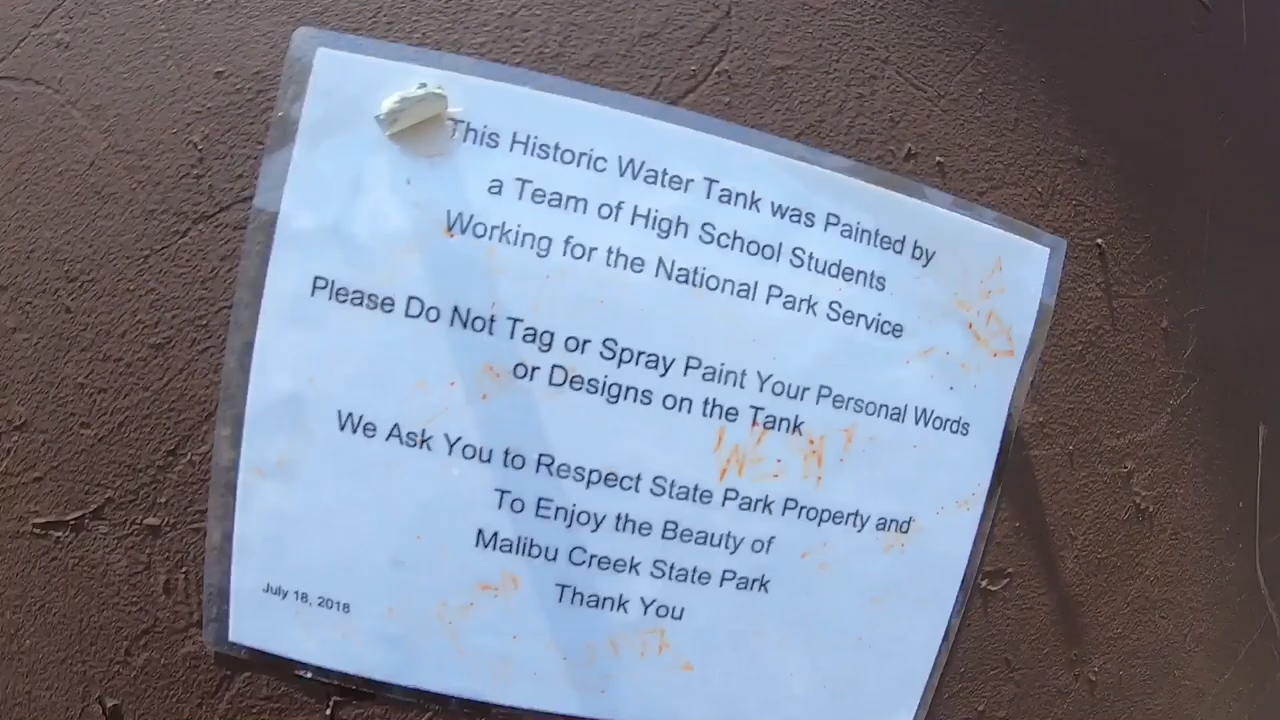 This Historic Water Tank was Painted by
a Team of High School Students
Working for the National Park Service
Please Do Not Tag or Spray Paint Your Personal Words
or Designs on the Tank
We Ask You to Respect State Park Property and
To Enjoy the Beauty of
Malibu Creek State Park
Thank You
July 18, 2018